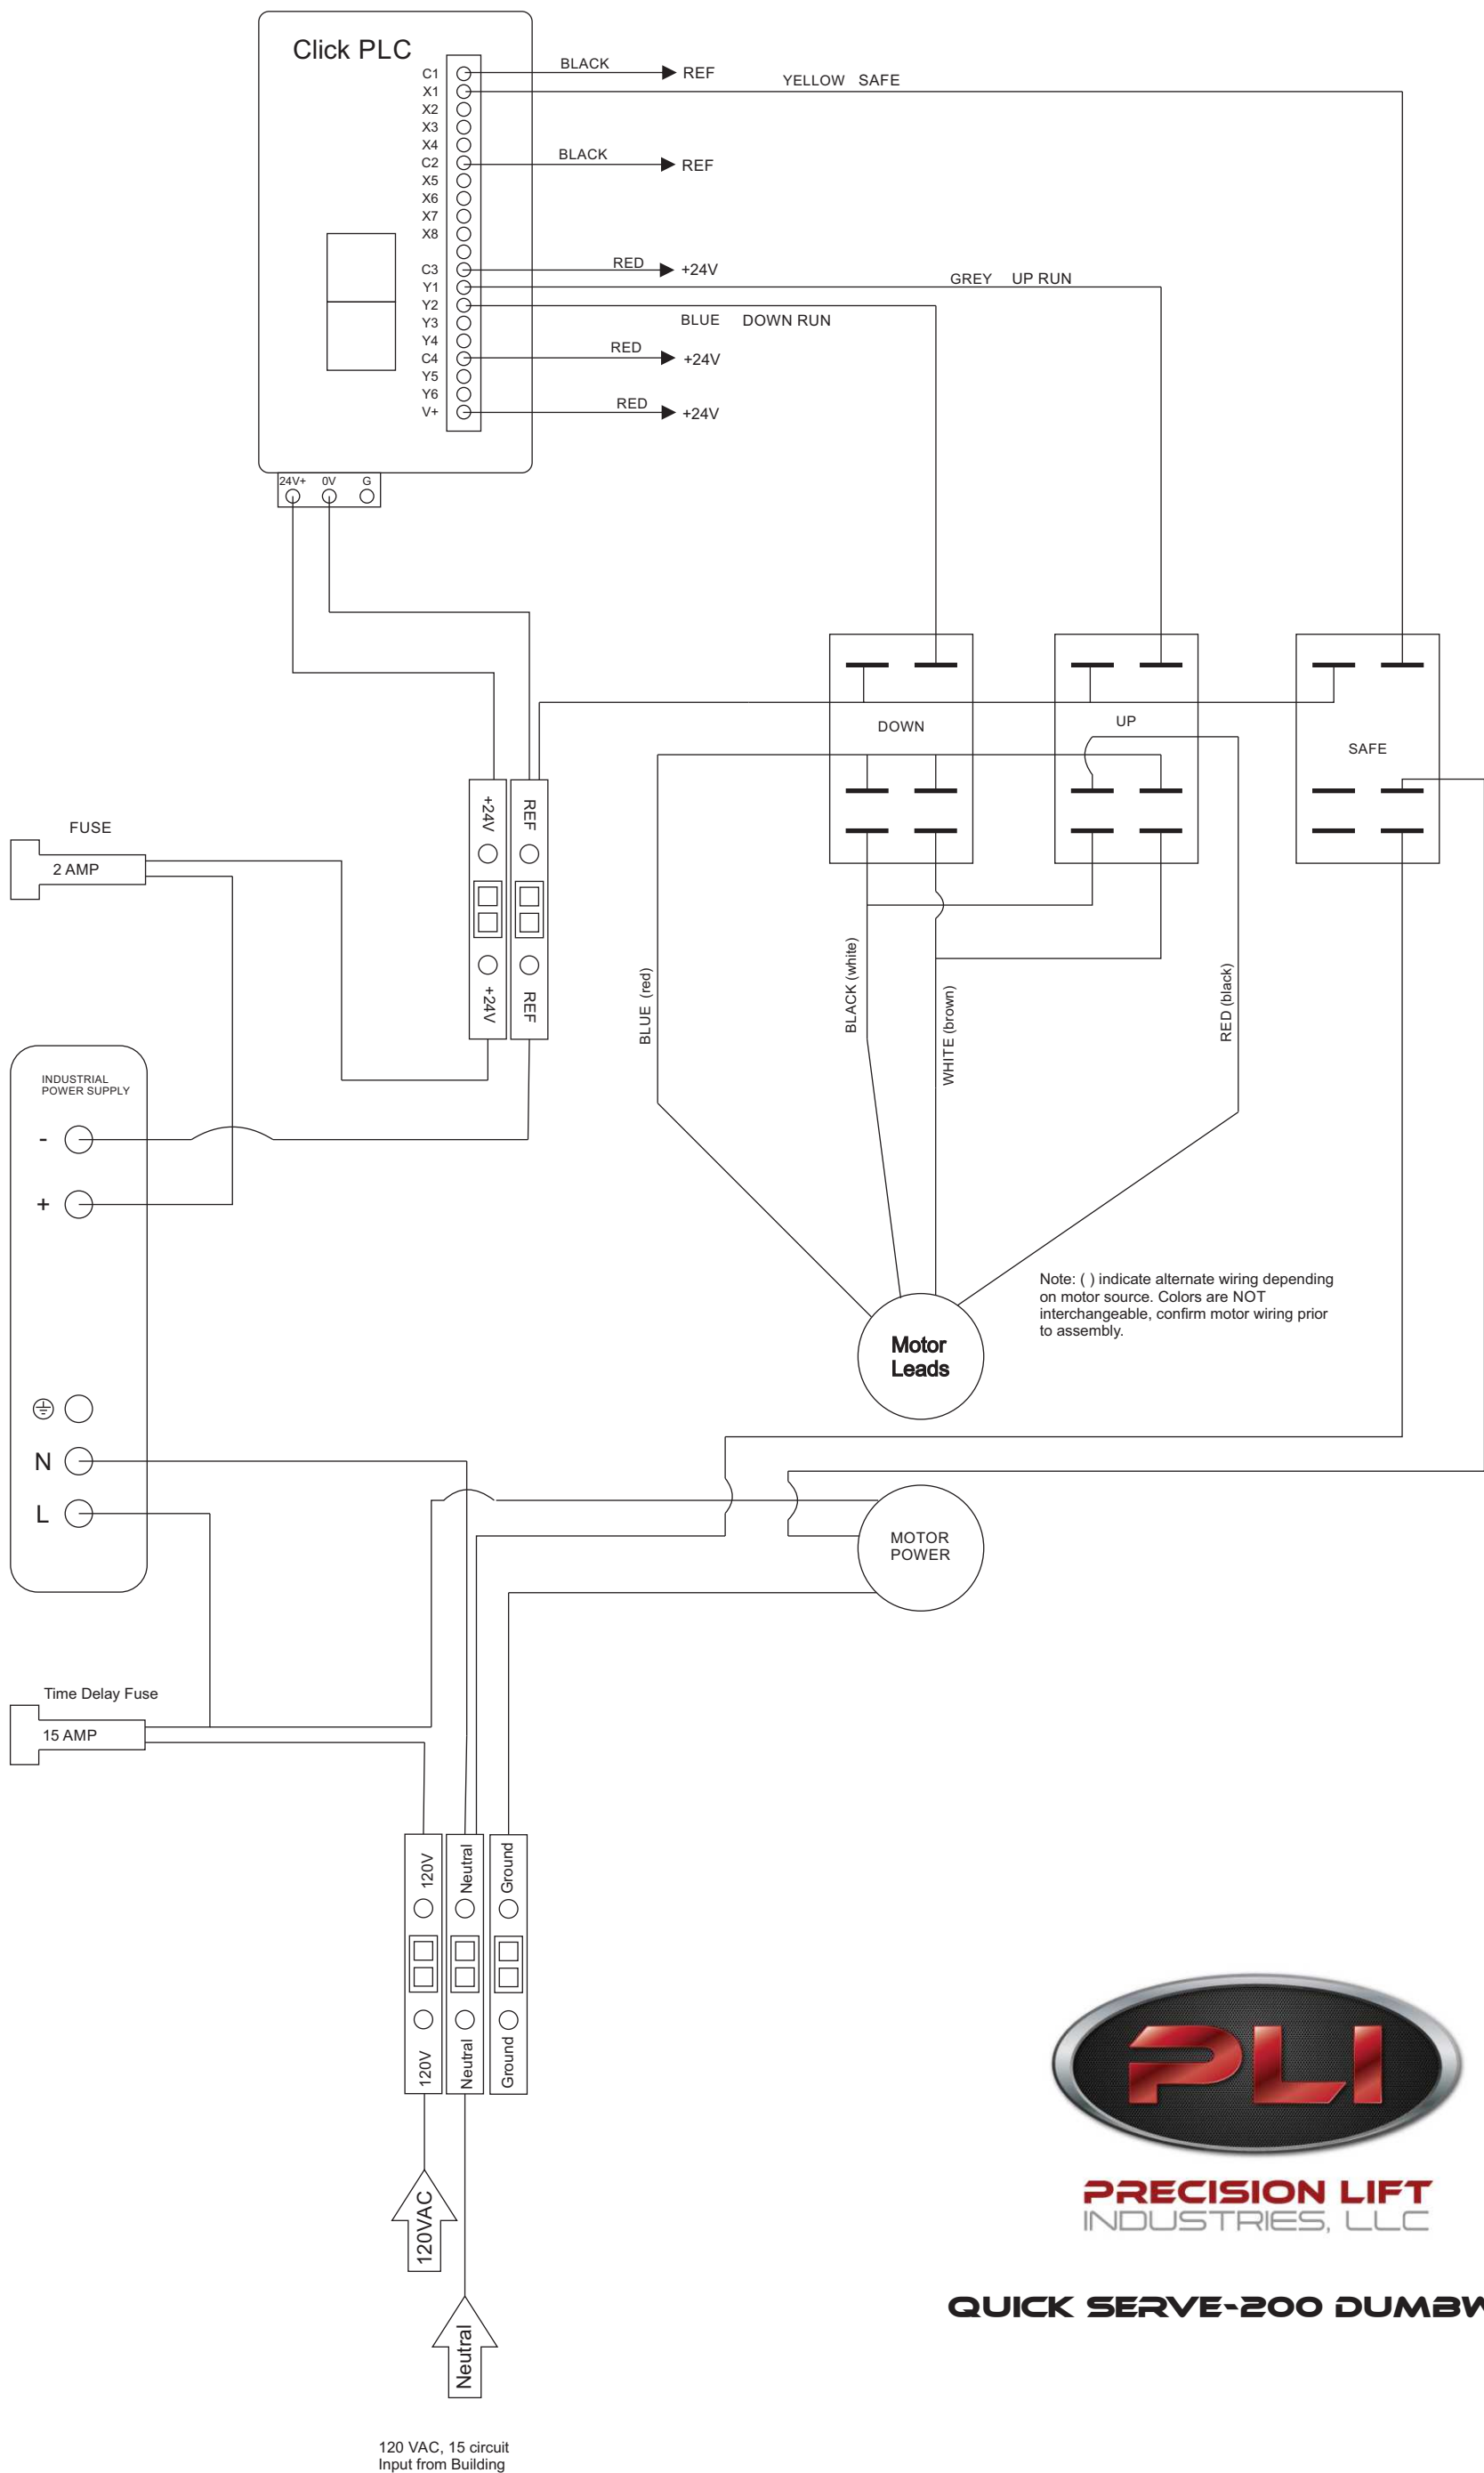 Click PLC
C1
X1
X2
X3
X4
C2
X5
X6
X7
X8
C3
Y1
Y2
Y3
Y4
C4
Y5
Y6
V+
BLACK
REF
YELLOW SAFE
BLACK
REF
RED
+24V
GREY UP RUN
BLUE DOWN RUN
RED
+24V
RED
+24V
24V+
0V
G
DOWN
UP
SAFE
+24V
REF
+24V
REF
FUSE
2 AMP
BLUE (red)
BLACK (white)
WHITE (brown)
RED (black)
INDUSTRIAL
POWER SUPPLY
-
+
N
L
Note: ( ) indicate alternate wiring depending
on motor source. Colors are NOT
interchangeable, confirm motor wiring prior
to assembly.
Motor
Leads
MOTOR
POWER
Time Delay Fuse
15 AMP
120V
Neutral
Ground
120V
Neutral
Ground
120VAC
Neutral
120 VAC, 15 circuit
Input from Building
PLI
PRECISION LIFT
INDUSTRIES, LLC
QUICK SERVE-200